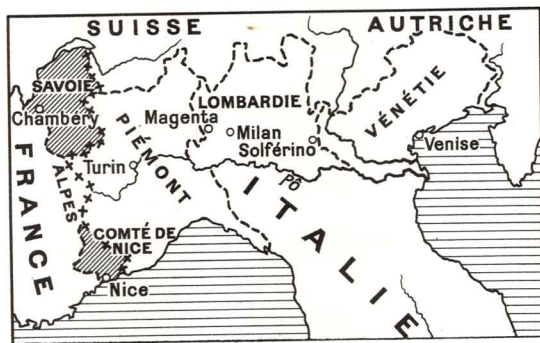 SUISSE
AUTRICHE
SAVOIE
Chambéry
FRANCE
ALPES
Turin
PIÉMONT
Magenta
LOMBARDIE
Milan
Solférino
VÉNÉTIE
Venise
Pô
ITALIE
COMTÉ DE
NICE
Nice